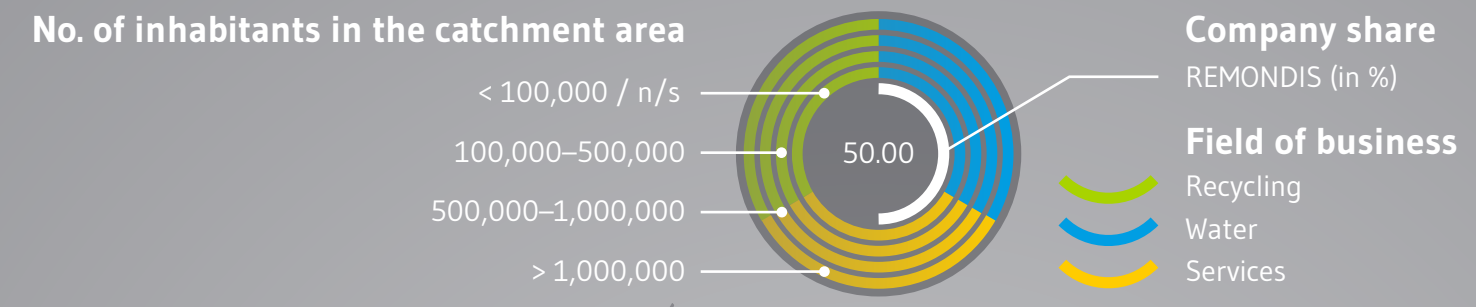 No. of inhabitants in the catchment area
< 100,000 / n/s
100,000–500,000
500,000–1,000,000
> 1,000,000
50.00
Company share
REMONDIS (in %)
Field of business
Recycling
Water
Services